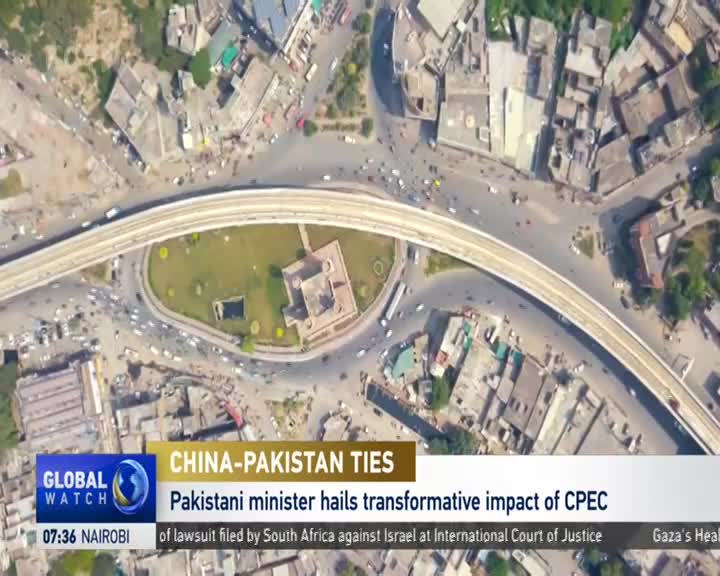 CHINA-PAKISTAN TIES
GLOBAL
WATCH
Pakistani minister hails transformative impact of CPEC
07:36 NAIROBI
of lawsuit filed by South Africa against Israel at International Court of Justice
Gaza's Heal